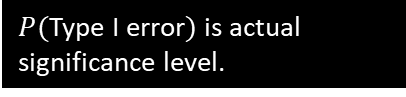 P(Type I error) is actual
significance level.